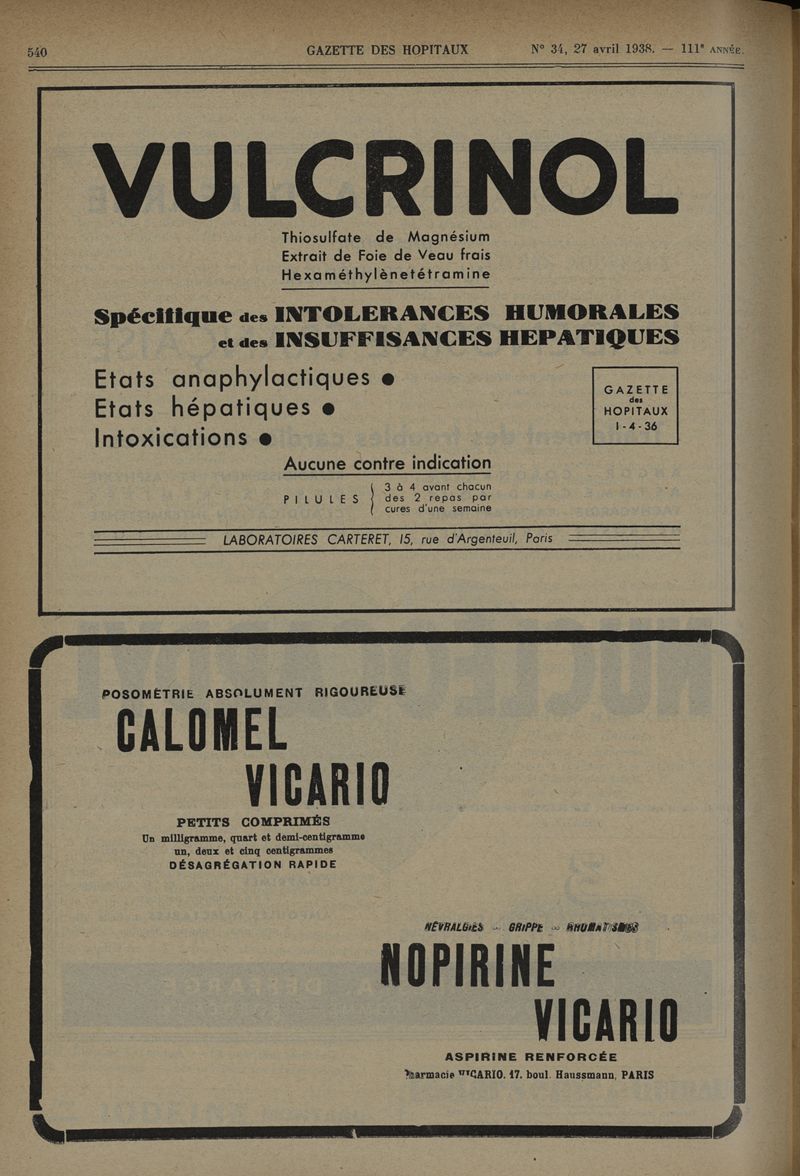 540 GAZETTE DES HOPITAUX N° 34, 27 avril 1938. — 111e ANNÉE.
VULCRINOL
Thiosulfate de Magnésium
Extrait de Foie de Veau frais
Hexaméthylènetétramine
Spécifique des INTOLERANCES HUMORALES
et des INSUFFISANCES HEPATIQUES
Etats anaphylactiques ●
Etats hépatiques ●
Intoxications ●
GAZETTE
des
HOPITAUX
1-4-36
Aucune contre indication
PILULES
3 à 4 avant chacun
des 2 repas par
cures d'une semaine
LABORATOIRES CARTERET, 15, rue d'Argenteuil, Paris
POSOMÉTRIE ABSOLUMENT RIGOUREUSE
CALOMEL
VICARIO
PETITS COMPRIMÉS
Un milligramme, quart et demi-centigramme
un, deux et cinq centigrammes
DÉSAGRÉGATION RAPIDE
NÉVRALGIES - GRIPPE - RHUMATISMES
NOPIRINE
VICARIO
ASPIRINE RENFORCÉE
Pharmacie VICARIO, 17, boul. Haussmann, PARIS